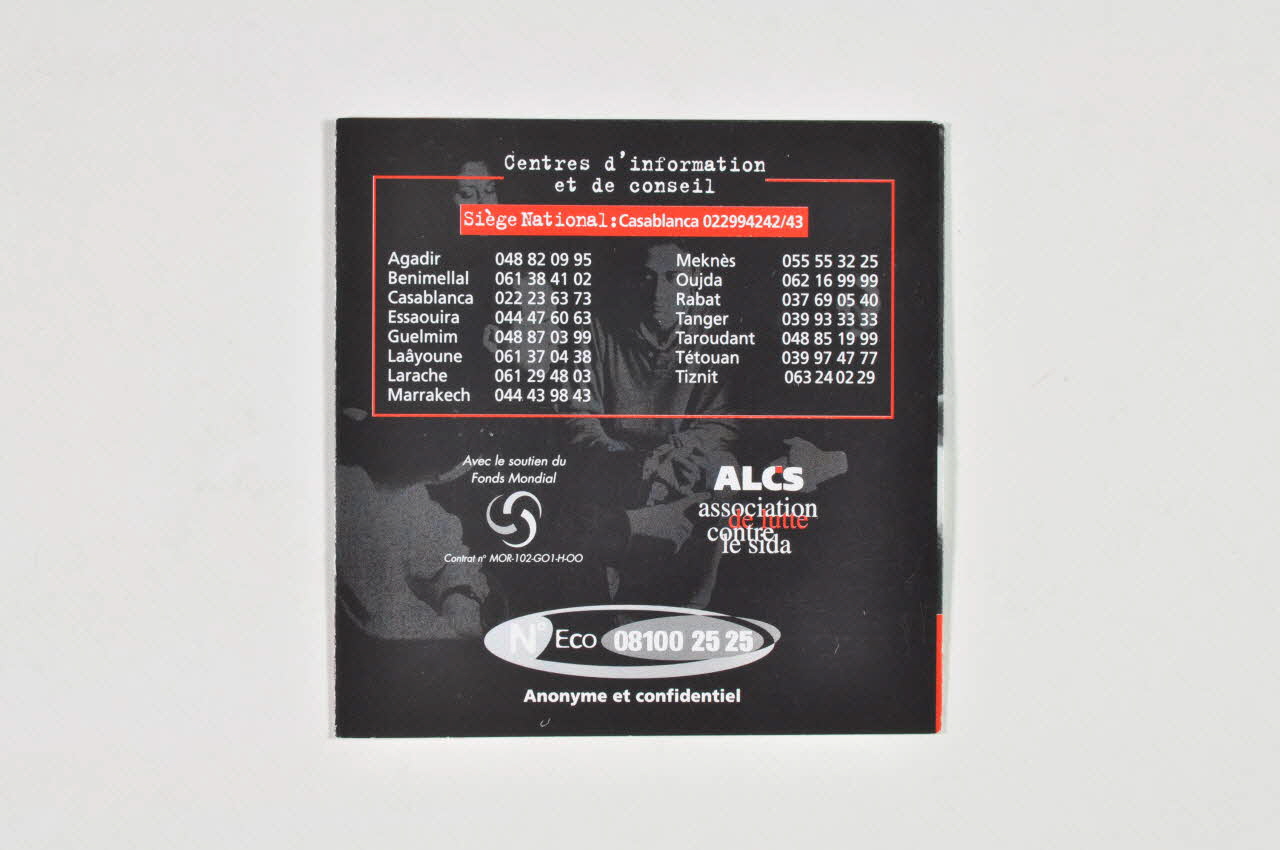 Centres d'information
et de conseil
Siège National: Casablanca 022994242/43
Agadir 048 82 09 95
Benimellal 061 38 41 02
Casablanca 022 23 63 73
Essaouira 044 47 60 63
Guelmim 048 87 03 99
Laâyoune 061 37 04 38
Larache 061 29 48 03
Marrakech 044 43 98 43
Meknès 055 55 32 25
Oujda 062 16 99 99
Rabat 037 69 05 40
Tanger 039 93 33 33
Taroudant 048 85 19 99
Tétouan 039 97 47 77
Tiznit 063 24 02 29
Avec le soutien du
Fonds Mondial
Contrat n° MOR-102-GO1-H-OO
ALCS
association
de lutte
contre
le sida
N° Eco 08100 25 25
Anonyme et confidentiel